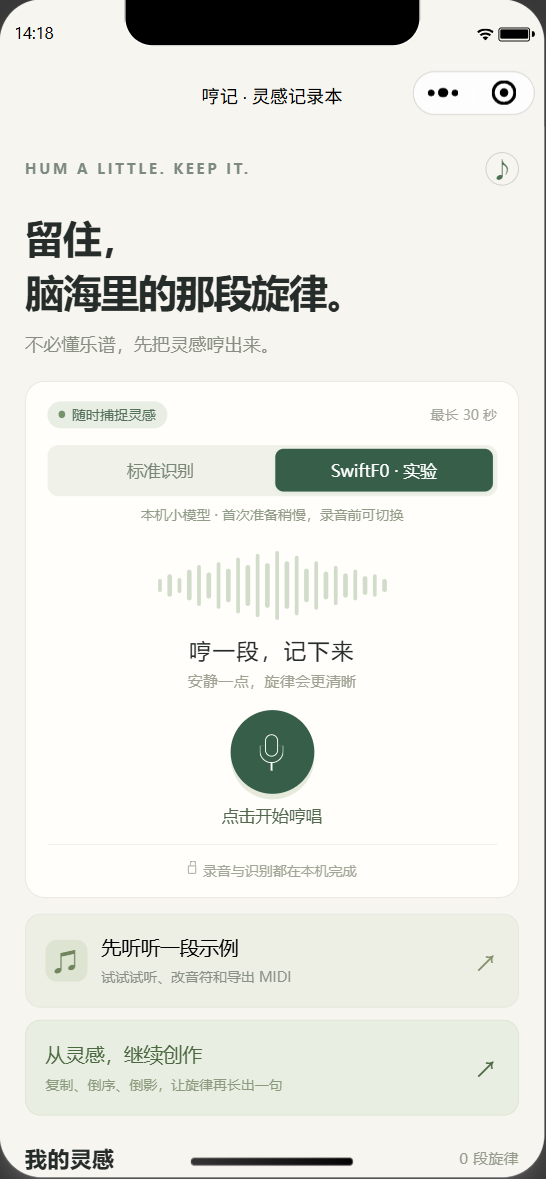 14:18
哼记 · 灵感记录本
HUM A LITTLE. KEEP IT.
留住，
脑海里的那段旋律。
不必懂乐谱，先把灵感哼出来。
随时捕捉灵感
最长 30 秒
标准识别
SwiftF0 · 实验
本机小模型 · 首次准备稍慢，录音前可切换
哼一段，记下来
安静一点，旋律会更清晰
点击开始哼唱
录音与识别都在本机完成
先听听一段示例
试试试听、改音符和导出 MIDI
从灵感，继续创作
复制、倒序、倒影，让旋律再长出一句
我的灵感
0 段旋律